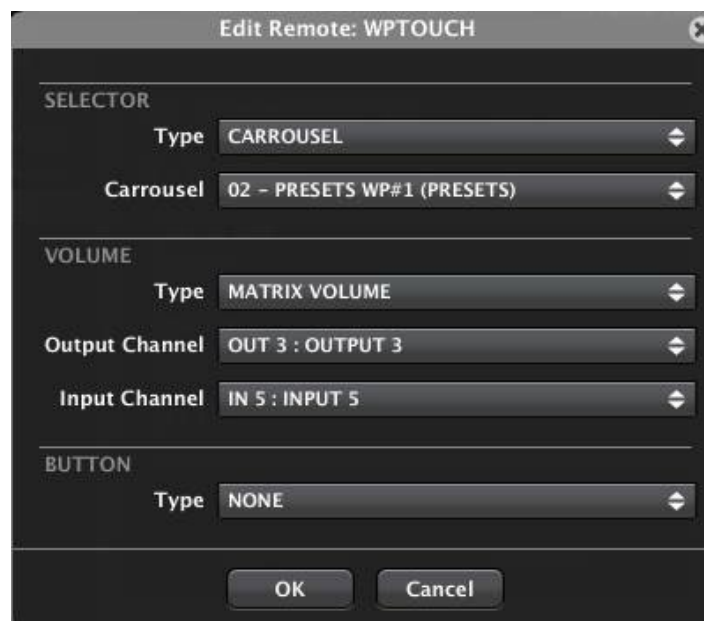 Edit Remote: WPTOUCH
SELECTOR
Type CARROUSEL
Carrousel 02 - PRESETS WP#1 (PRESETS)
VOLUME
Type MATRIX VOLUME
Output Channel OUT 3 : OUTPUT 3
Input Channel IN 5 : INPUT 5
BUTTON
Type NONE
OK Cancel